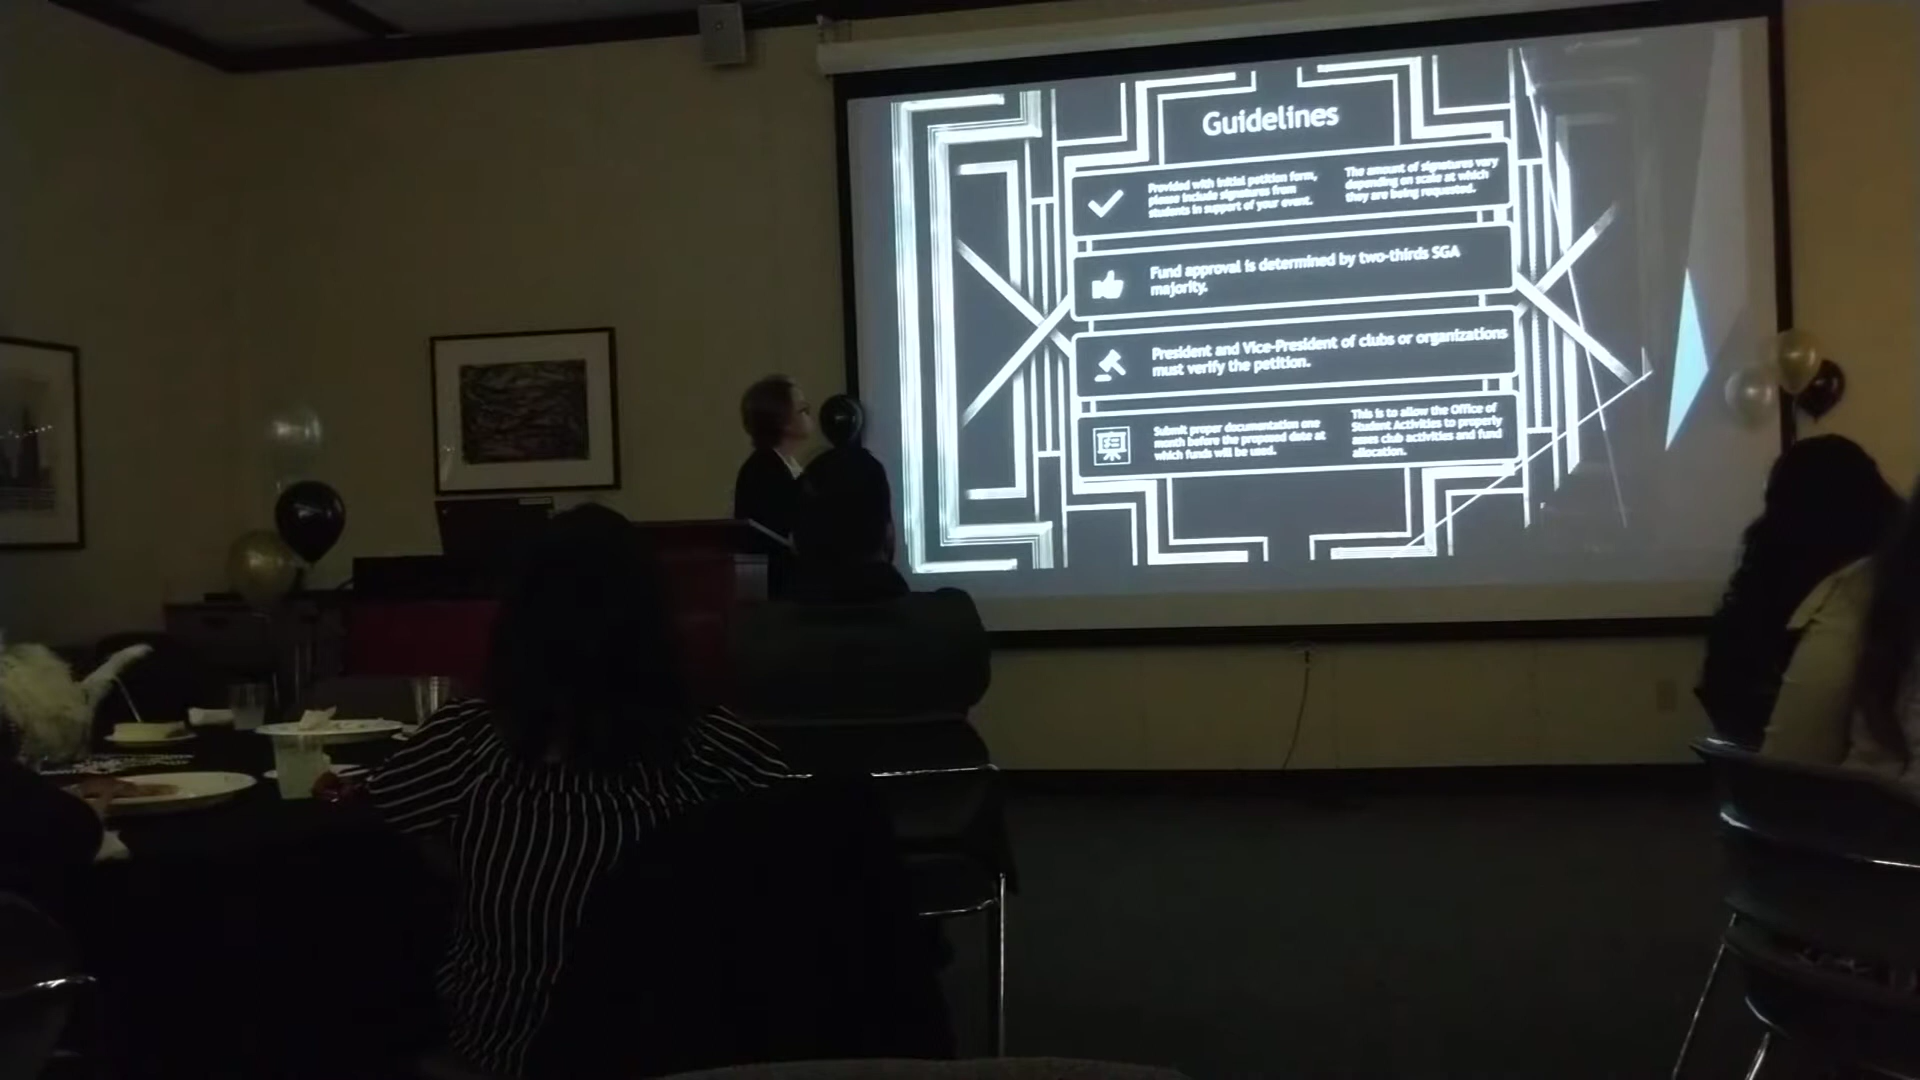 Guidelines
Provided with initial petition form,
please include signatures from
students in support of your event.
The amount of signatures vary
depending on scale at which
they are being requested.
Fund approval is determined by two-thirds SGA
majority.
President and Vice-President of clubs or organizations
must verify the petition.
Submit proper documentation one
month before the proposed date at
which funds will be used.
This is to allow the Office of
Student Activities to properly
asses club activities and fund
allocation.